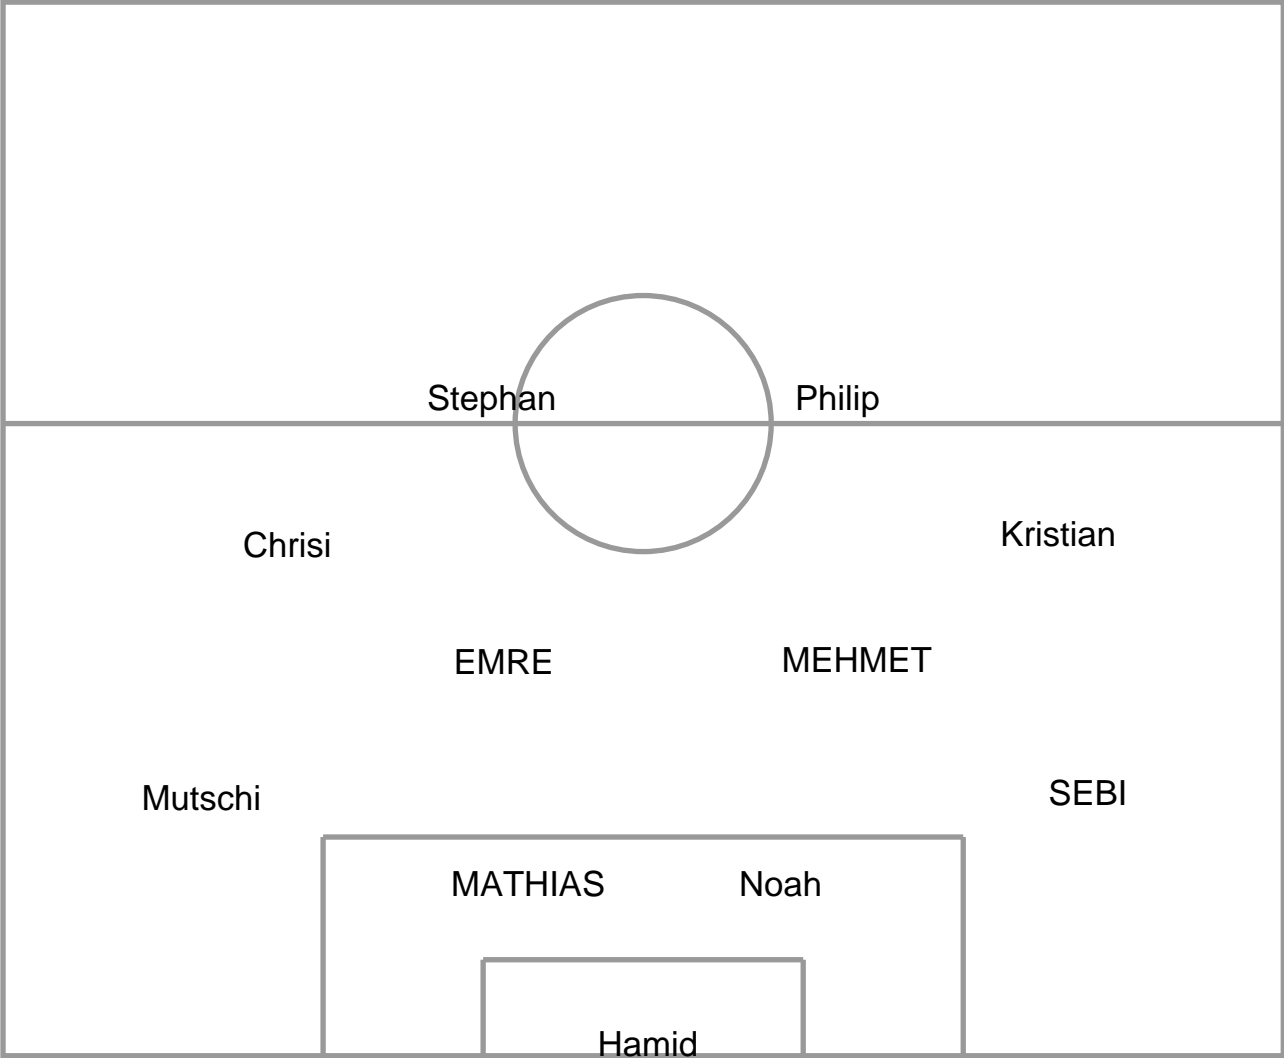 Stephan Philip
Chrisi Kristian
EMRE MEHMET
Mutschi SEBI
MATHIAS Noah
Hamid